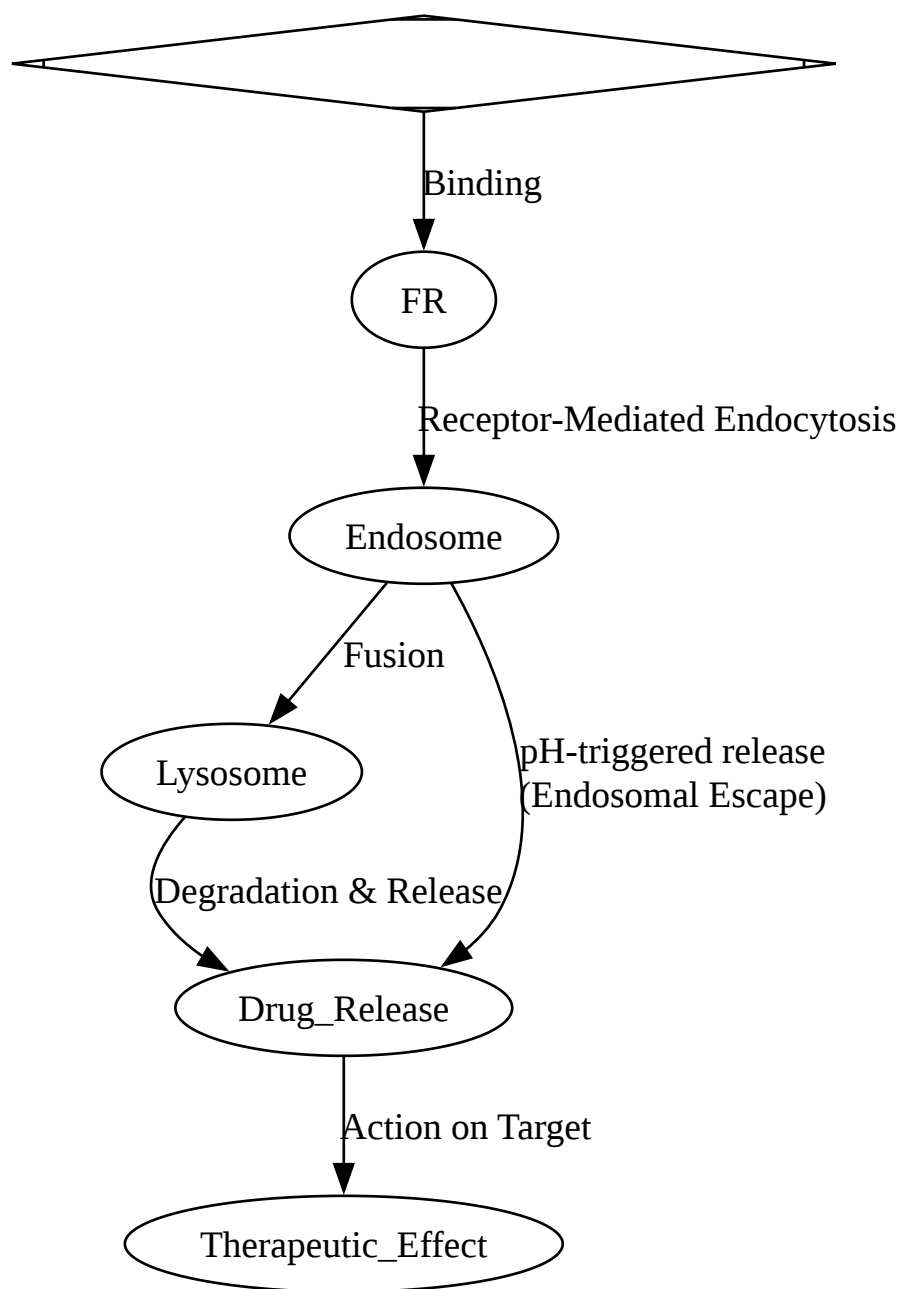 Binding
FR
Receptor-Mediated Endocytosis
Endosome
Fusion
pH-triggered release
(Endosomal Escape)
Lysosome
Degradation & Release
Drug_Release
Action on Target
Therapeutic_Effect